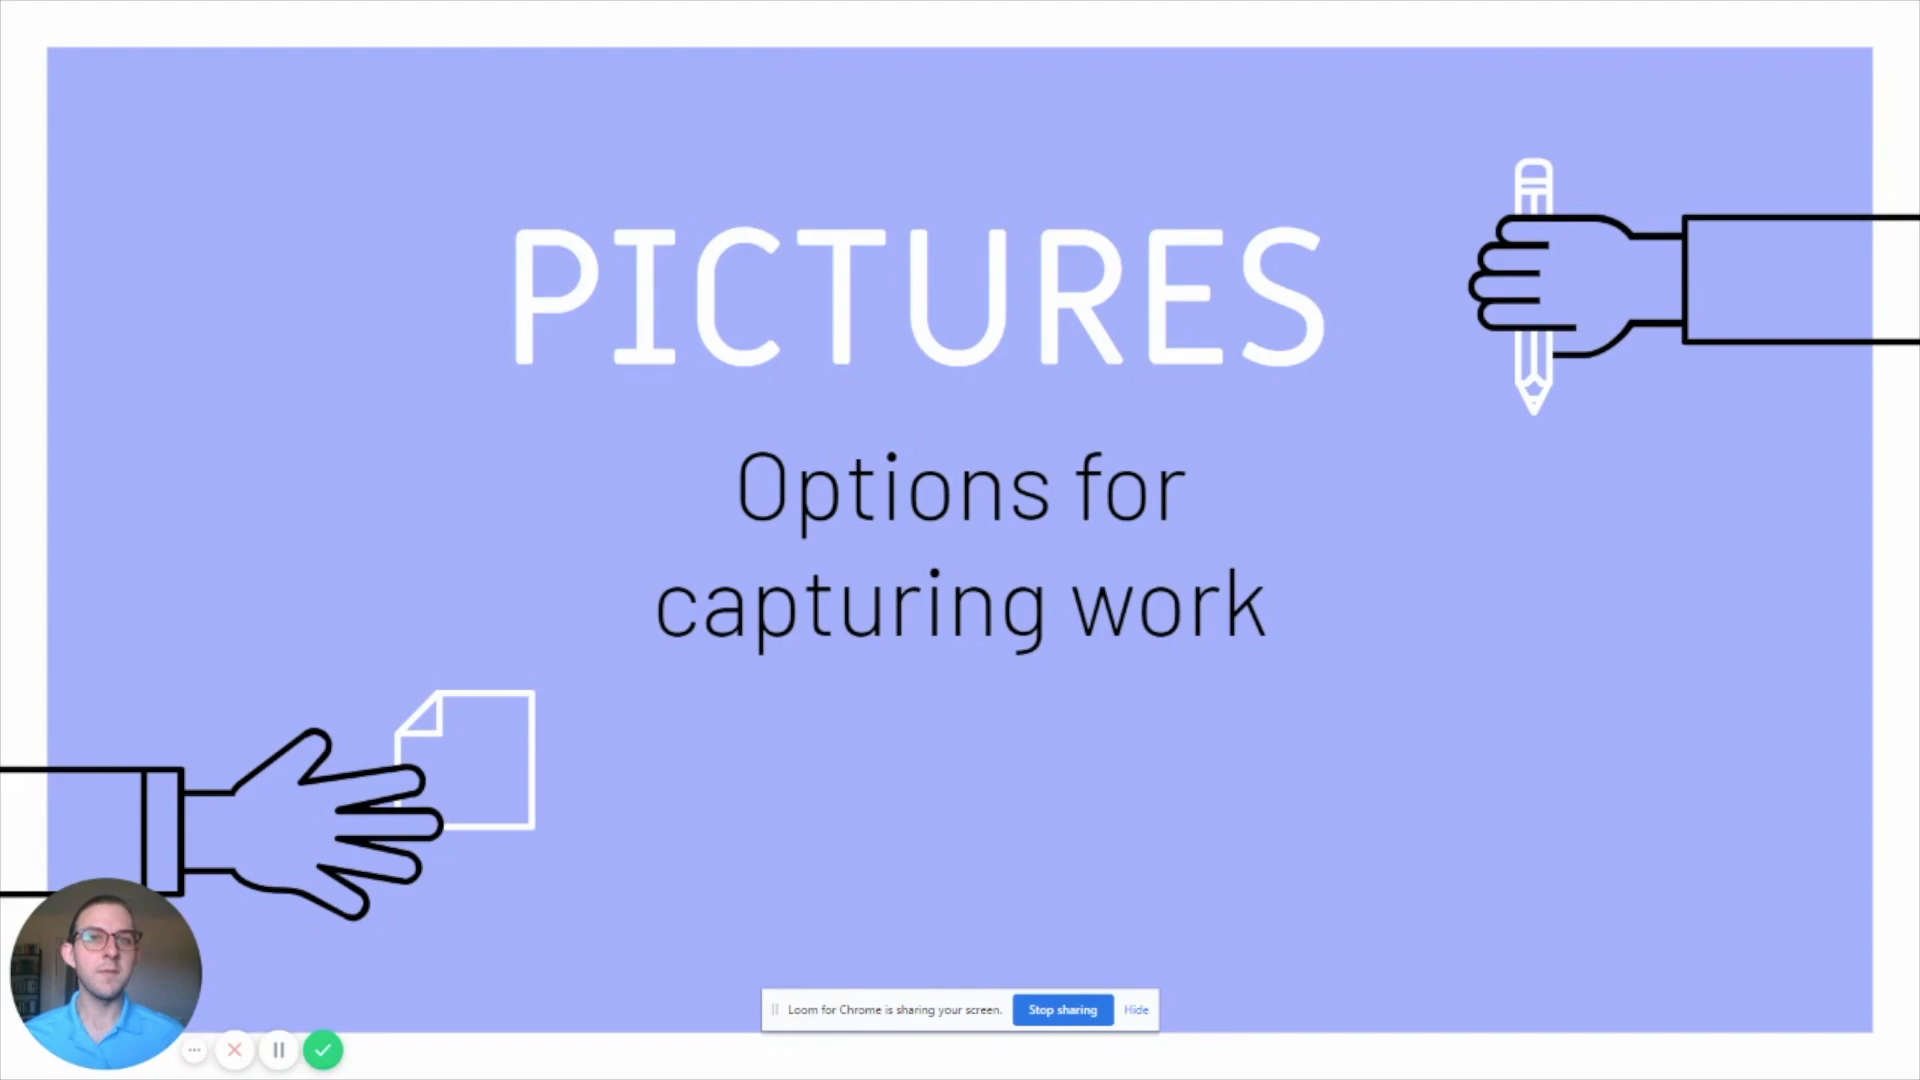 PICTURES
Options for
capturing work
Loom for Chrome is sharing your screen. Stop sharing Hide